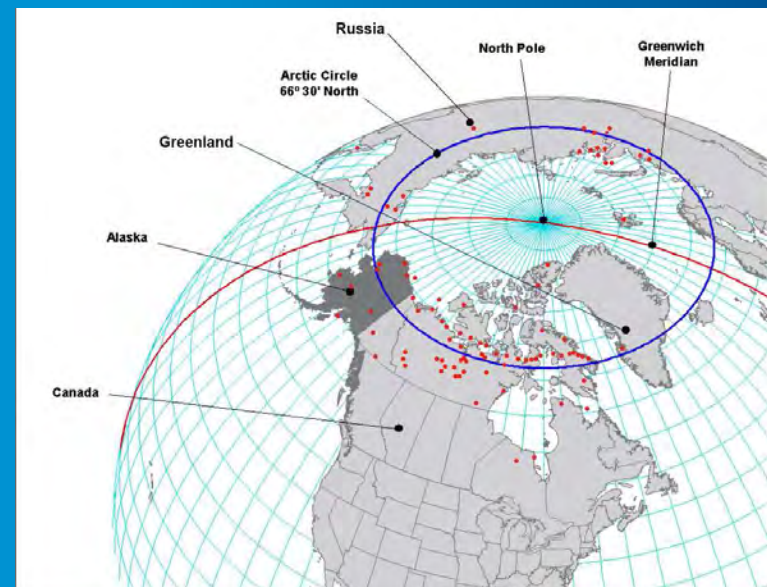 Russia
North Pole
Greenwich
Meridian
Arctic Circle
66º 30' North
Greenland
Alaska
Canada